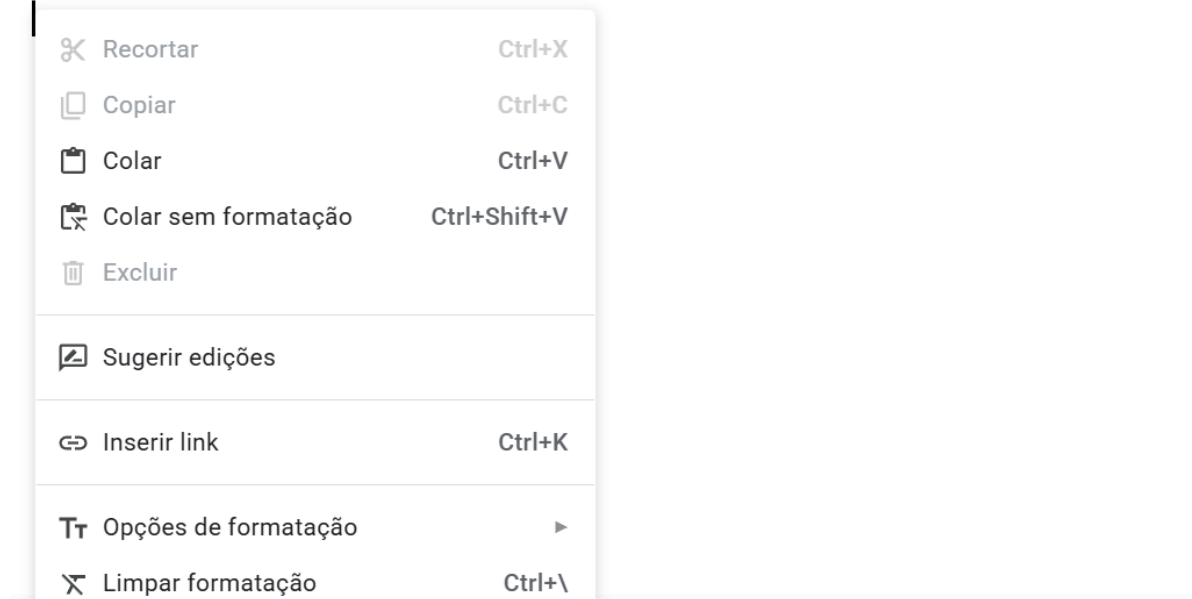 Recortar Ctrl+X
Copiar Ctrl+C
Colar Ctrl+V
Colar sem formatação Ctrl+Shift+V
Excluir
Sugerir edições
Inserir link Ctrl+K
Opções de formatação
Limpar formatação Ctrl+\